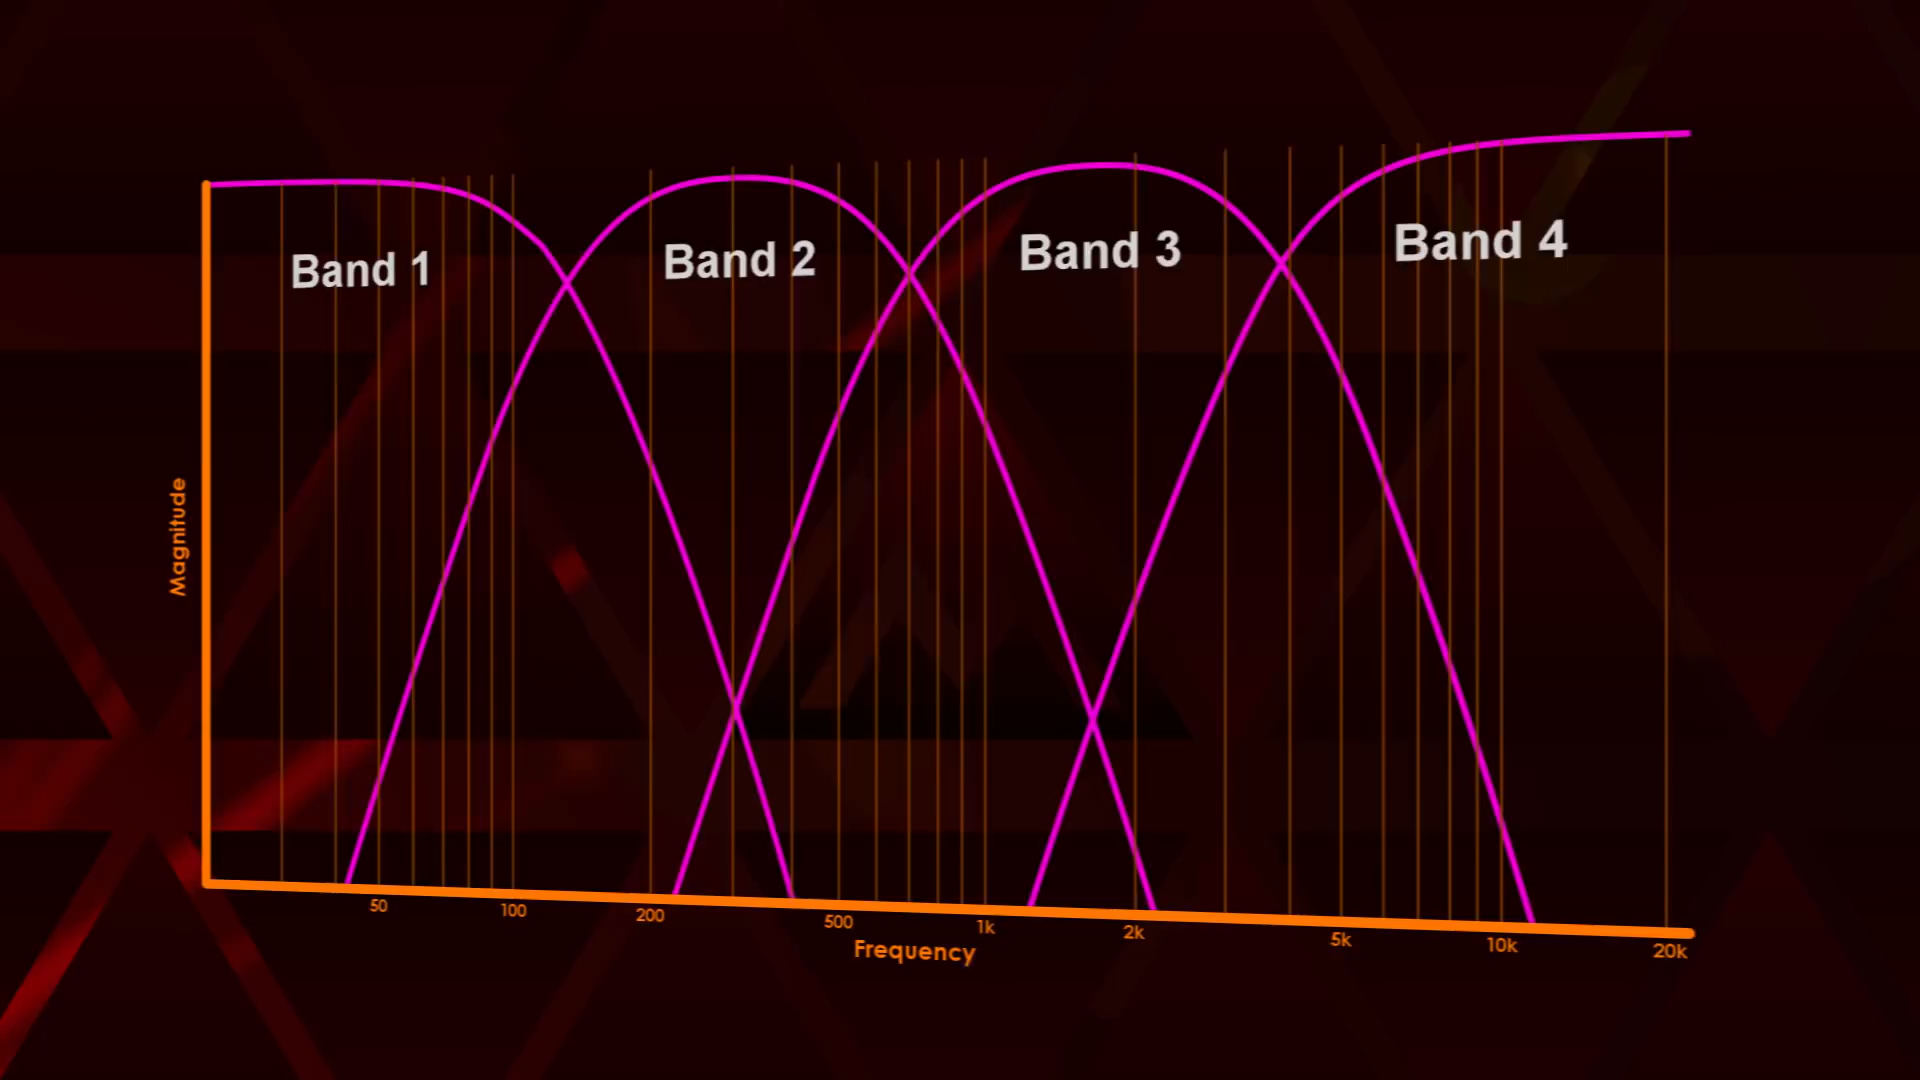 Band 1
Band 2
Band 3
Band 4
Magnitude
50
100
200
500
1k
2k
5k
10k
20k
Frequency